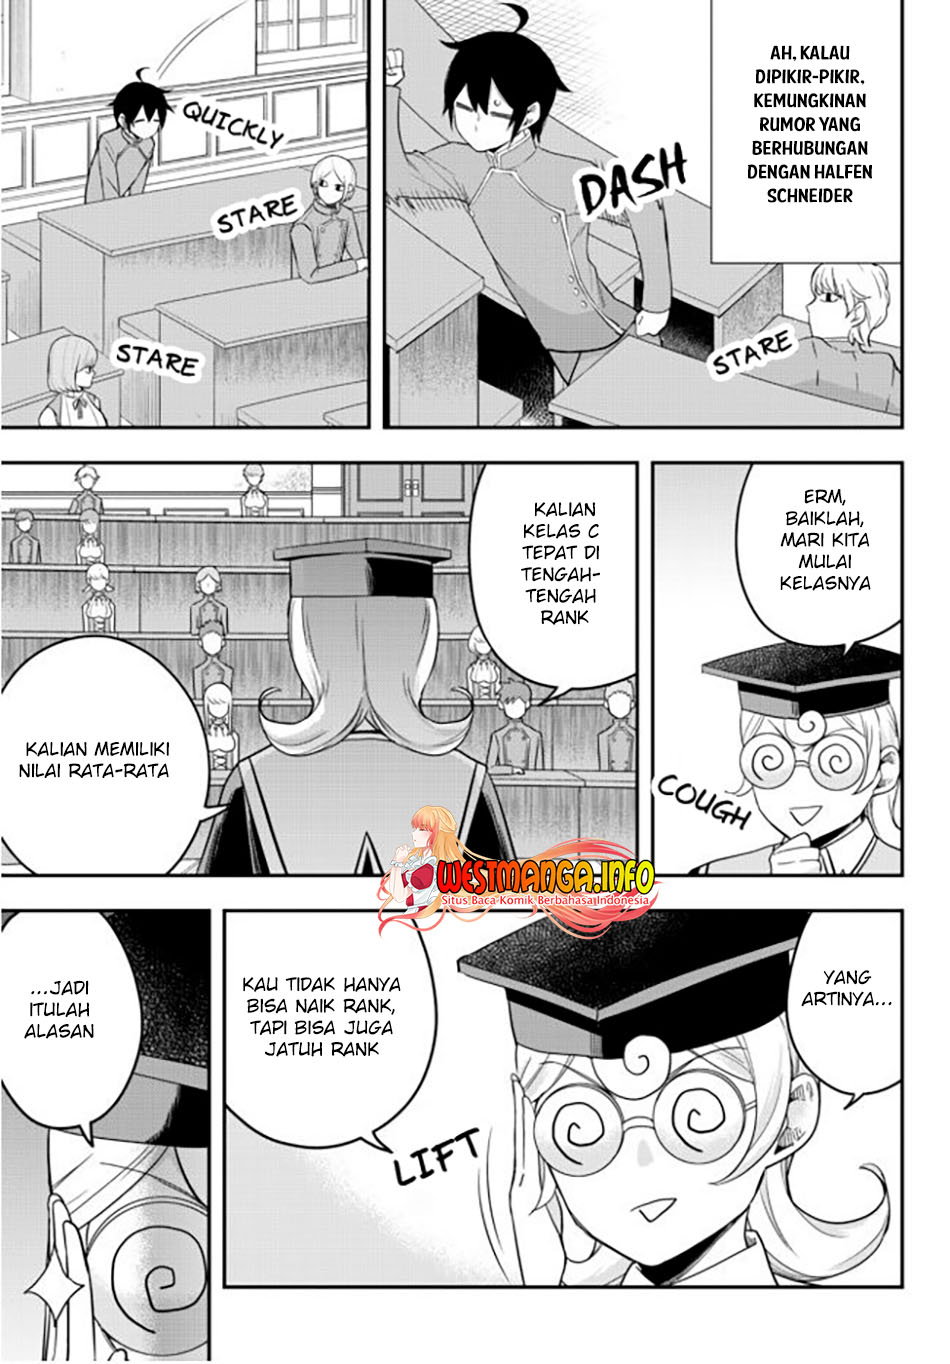 AH, KALAU
DIPIKIR-PIKIR,
KEMUNGKINAN
RUMOR YANG
BERHUBUNGAN
DENGAN HALFEN
SCHNEIDER
DASH
STARE
QUICKLY
STARE
STARE
ERM,
BAIKLAH,
MARI KITA
MULAI
KELASNYA
COUGH
KALIAN
KELAS C
TEPAT DI
TENGAH-
TENGAH
RANK
KALIAN MEMILIKI
NILAI RATA-RATA
WESTMANGA.INFO
Situs Baca Komik Berbahasa Indonesia
YANG
ARTINYA...
KAU TIDAK HANYA
BISA NAIK RANK,
TAPI BISA JUGA
JATUH RANK
LIFT
...JADI
ITULAH
ALASAN